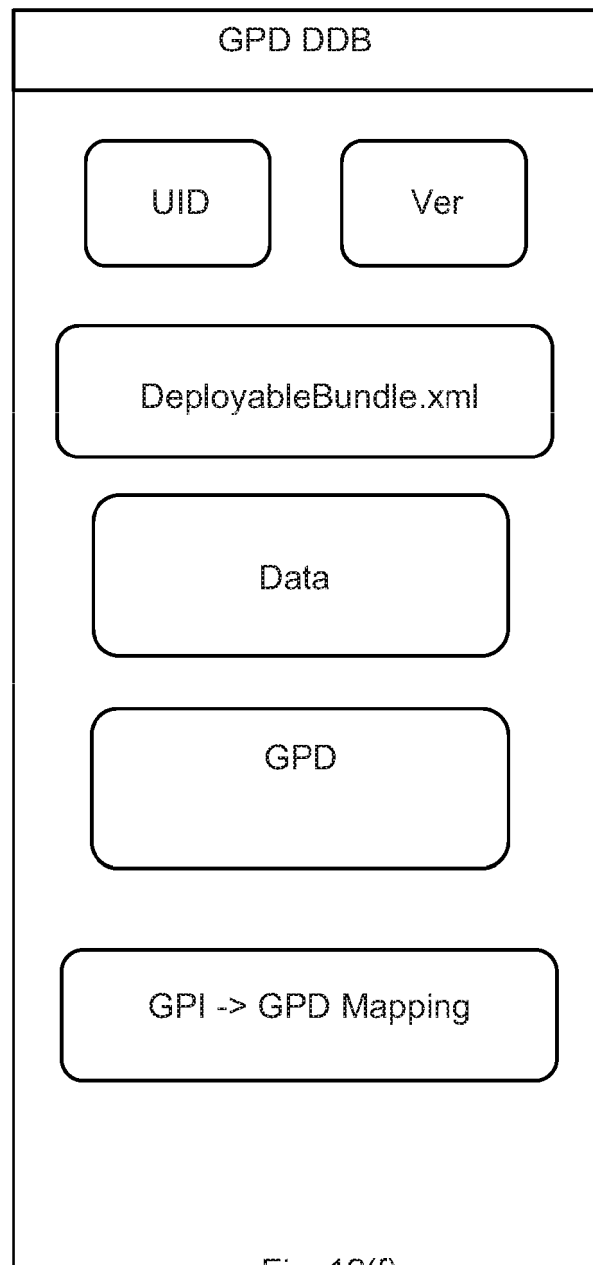 GPD DDB
UID Ver
DeployableBundle.xml
Data
GPD
GPI -> GPD Mapping